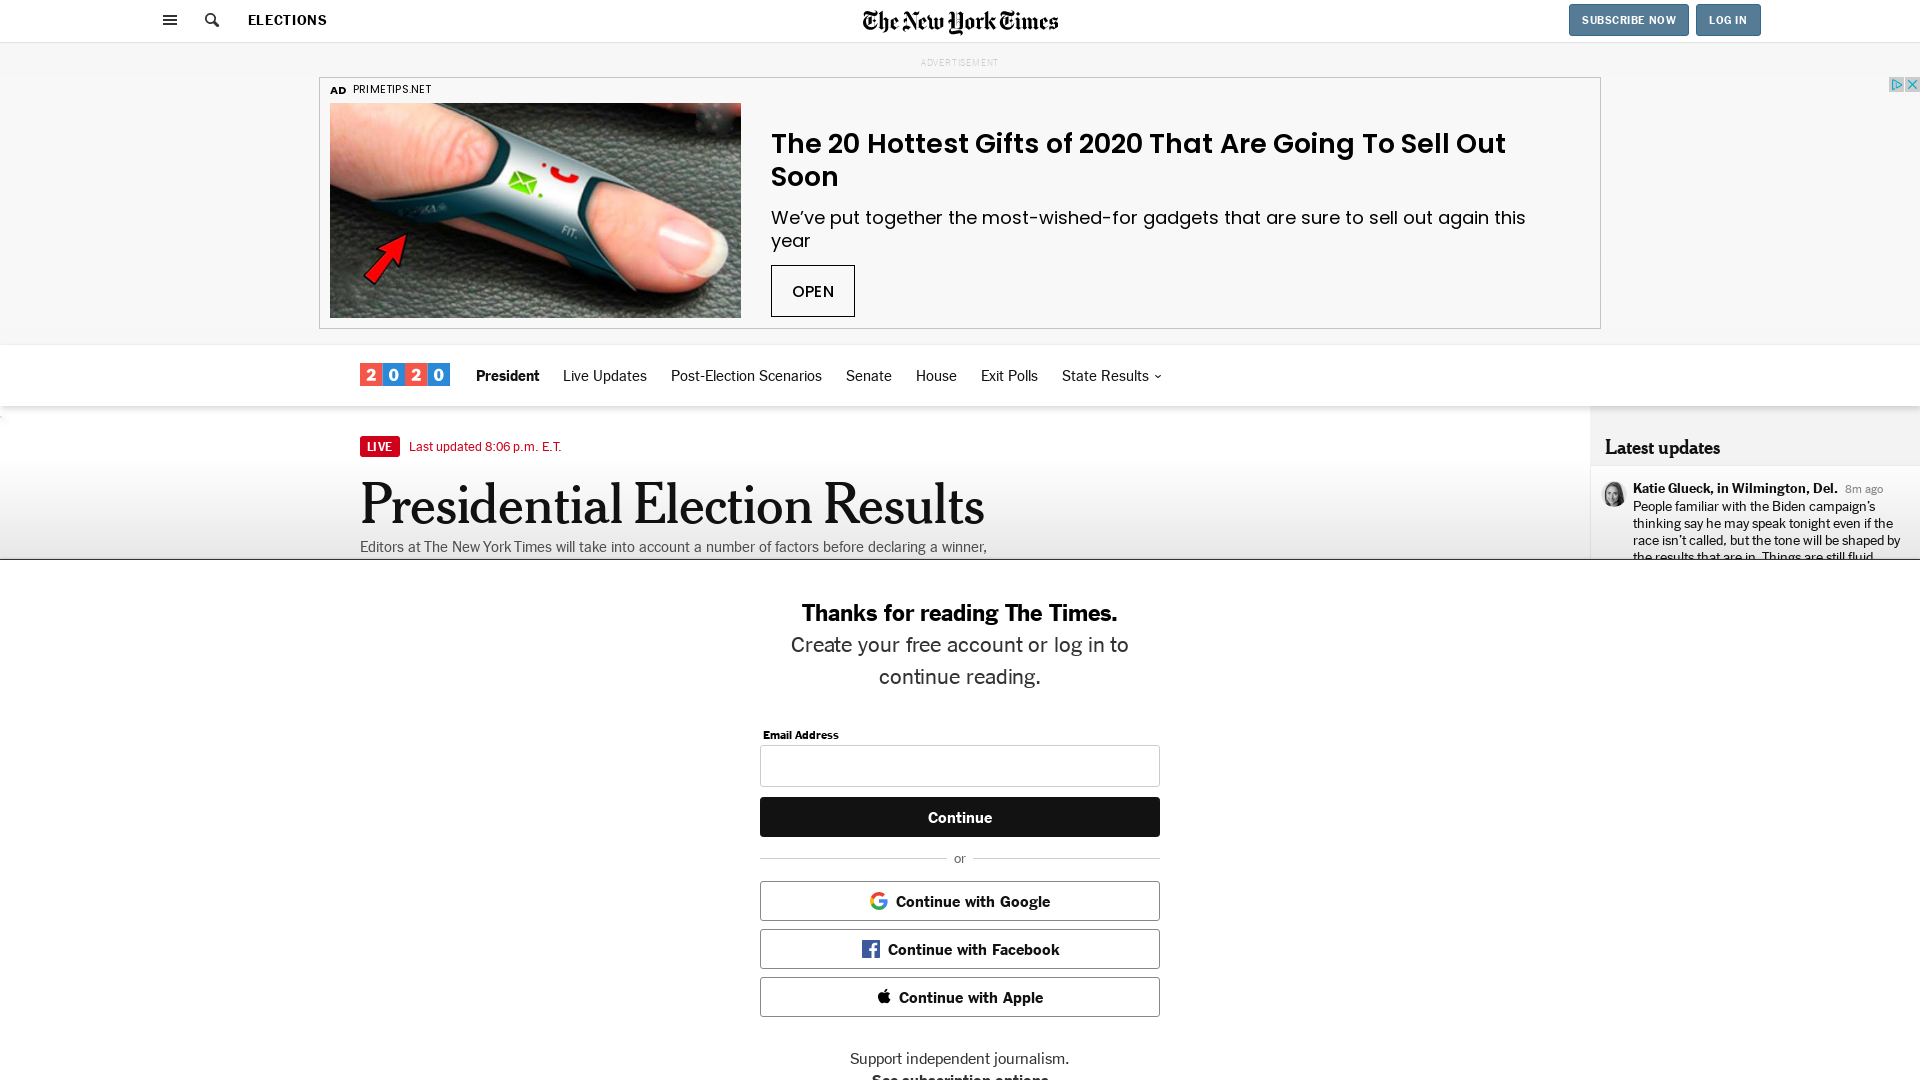 ELECTIONS
The New York Times
SUBSCRIBE NOW
LOG IN
ADVERTISEMENT
AD PRIMETIPS.NET
FIT.
The 20 Hottest Gifts of 2020 That Are Going To Sell Out
Soon
We’ve put together the most-wished-for gadgets that are sure to sell out again this
year
OPEN
2020 President Live Updates Post-Election Scenarios Senate House Exit Polls State Results
LIVE Last updated 8:06 p.m. E.T.
Presidential Election Results
Editors at The New York Times will take into account a number of factors before declaring a winner,
Latest updates
Katie Glueck, in Wilmington, Del. 8m ago
People familiar with the Biden campaign’s
thinking say he may speak tonight even if the
race isn’t called, but the tone will be shaped by
the results that are in. Things are still fluid.
Thanks for reading The Times.
Create your free account or log in to
continue reading.
Email Address
Continue
or
Continue with Google
Continue with Facebook
Continue with Apple
Support independent journalism.
See subscription options